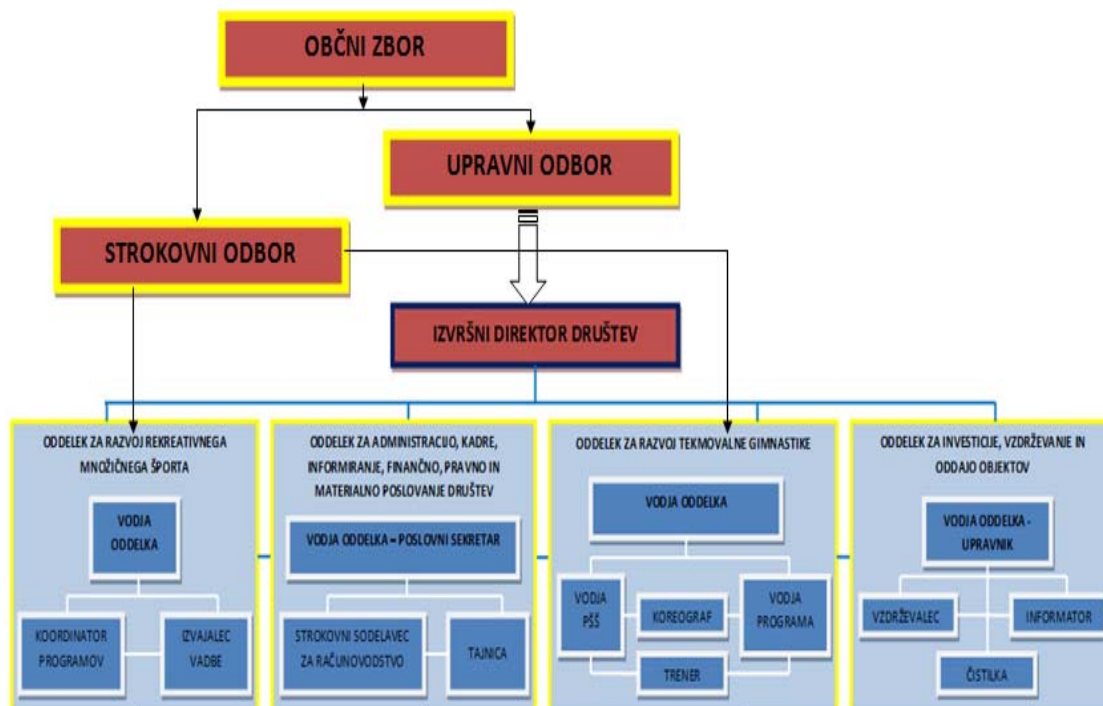 OBČNI ZBOR
UPRAVNI ODBOR
STROKOVNI ODBOR
IZVRŠNI DIREKTOR DRUŠTEV
ODDELEK ZA RAZVOJ REKREATIVNEGA
MNOŽIČNEGA ŠPORTA
VODJA
ODDELKA
KOORDINATOR
PROGRAMOV
IZVAJALEC
VADBE
ODDELEK ZA ADMINISTRACIJO, KADRE,
INFORMIRANJE, FINANČNO, PRAVNO IN
MATERIALNO POSLOVANJE DRUŠTEV
VODJA ODDELKA – POSLOVNI SEKRETAR
STROKOVNI SODELAVEC
ZA RAČUNOVODSTVO
TAJNICA
ODDELEK ZA RAZVOJ TEKMOVALNE GIMNASTIKE
VODJA ODDELKA
VODJA
PŠŠ
KOREOGRAF
VODJA
PROGRAMA
TRENER
ODDELEK ZA INVESTICIJE, VZDRŽEVANJE IN
ODDAJO OBJEKTOV
VODJA ODDELKA -
UPRAVNIK
VZDRŽEVALEC
INFORMATOR
ČISTILKA